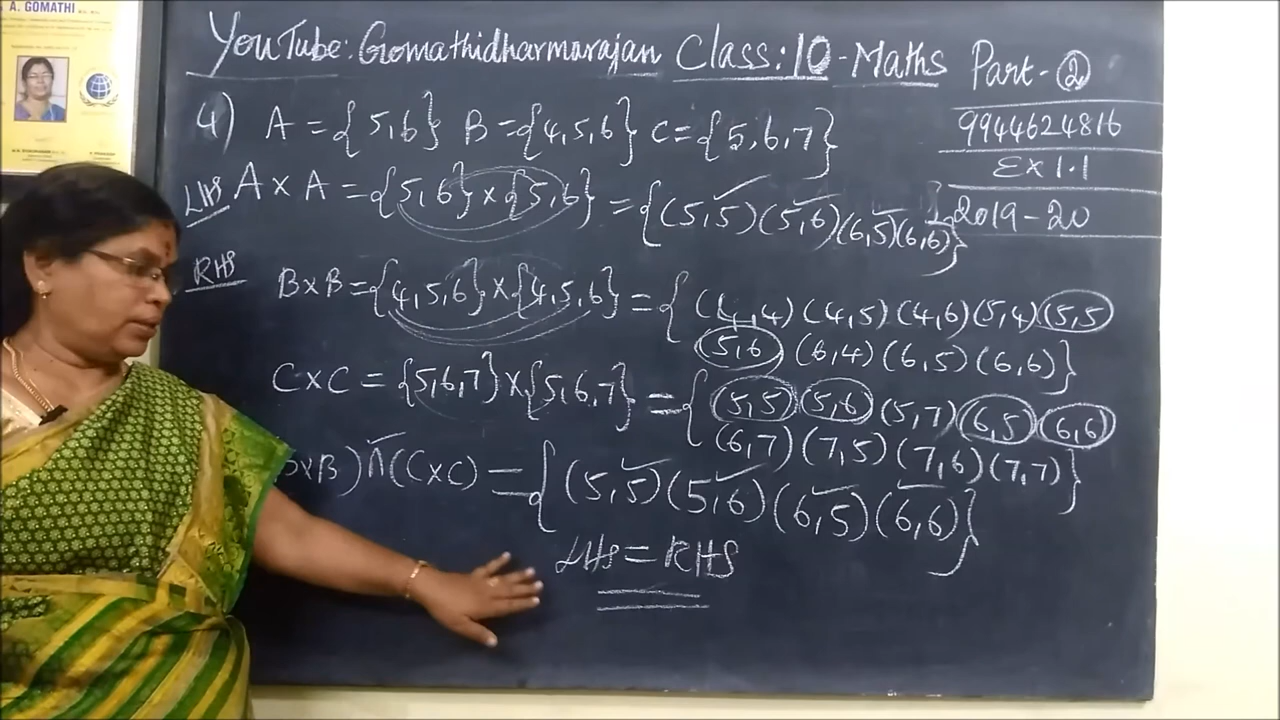 A. GOMATHI
YouTube: Gomathidharmarajan Class: 10 - Maths Part - ②
9944624816
Ex 1.1
2019-20
4) A = {5,6} B = {4,5,6} C = {5,6,7}
LHS A x A = {5,6} x {5,6} = {(5,5) (5,6) (6,5) (6,6)}
RHS
B x B = {4,5,6} x {4,5,6} = { (4,4) (4,5) (4,6) (5,4) (5,5
(5,6) (6,4) (6,5) (6,6)}
C x C = {5,6,7} x {5,6,7} = { (5,5) (5,6) (5,7) (6,5) (6,6)
(6,7) (7,5) (7,6) (7,7)}
xB) ∩ (C x C) = { (5,5) (5,6) (6,5) (6,6)}
LHS = RHS